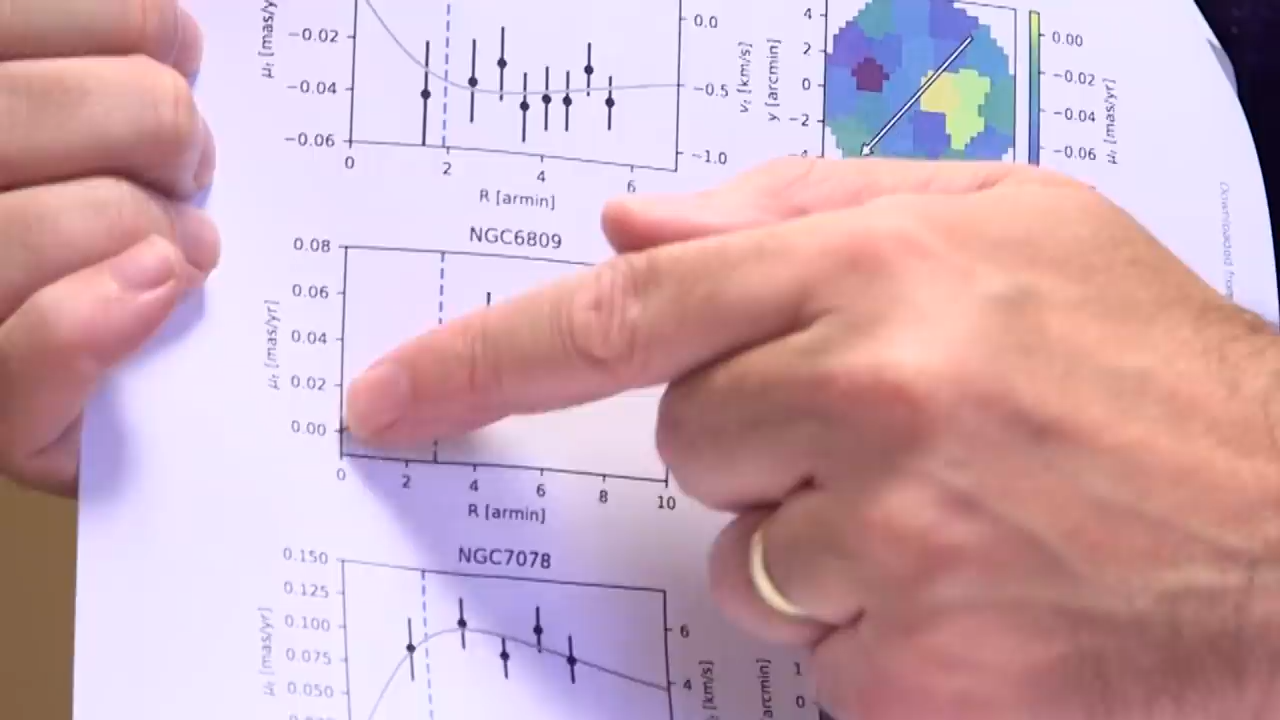 μₜ [mas/y
−0.02
−0.04
−0.06
0
2
4
6
R [armin]
0.0
−0.5
−1.0
vₜ [km/s]
y [arcmin]
4
2
0
−2
0.00
−0.02
−0.04
−0.06
μₜ [mas/yr]
NGC6809
0.08
0.06
0.04
0.02
0.00
μₜ [mas/yr]
0
2
4
6
8
10
R [armin]
NGC7078
0.150
0.125
0.100
0.075
0.050
μₜ [mas/yr]
6
4
[km/s]
arcmin]
1
0
Downloaded from